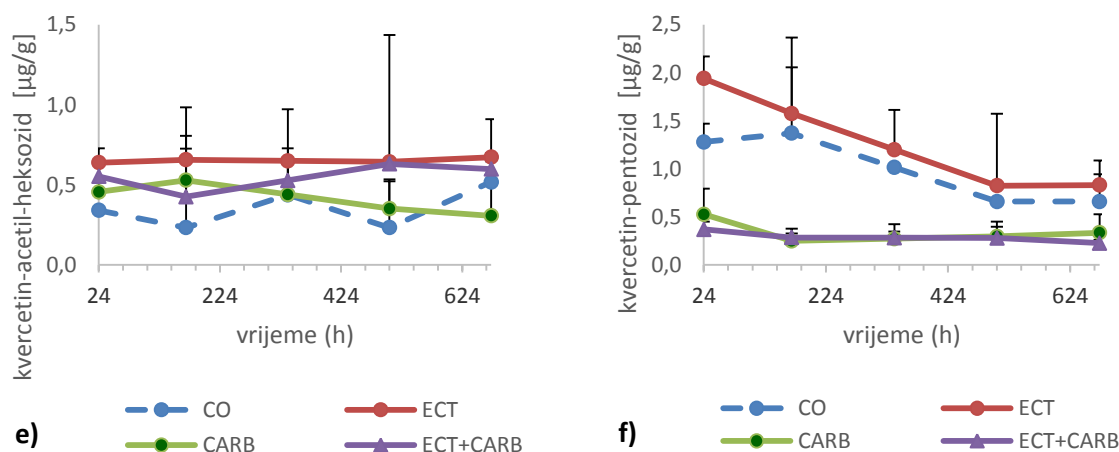 kvercetin-acetil-heksozid [µg/g]
1,5
1,0
0,5
0,0
24 224 424 624
vrijeme (h)
CO ECT
CARB ECT+CARB
e)
kvercetin-pentozid [µg/g]
2,5
2,0
1,5
1,0
0,5
0,0
24 224 424 624
vrijeme (h)
CO ECT
CARB ECT+CARB
f)